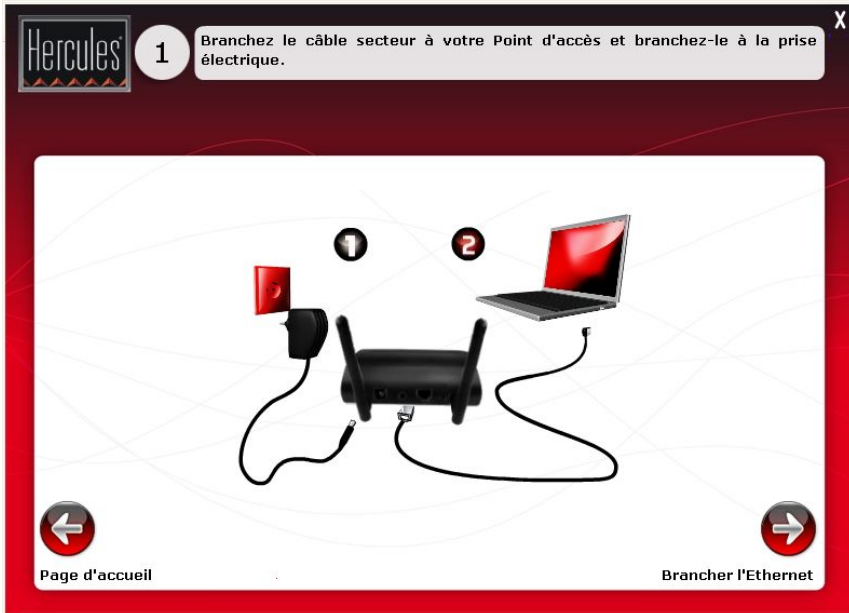 Hercules
1
Branchez le câble secteur à votre Point d'accès et branchez-le à la prise
électrique.
X
1
2
Page d'accueil
Brancher l'Ethernet